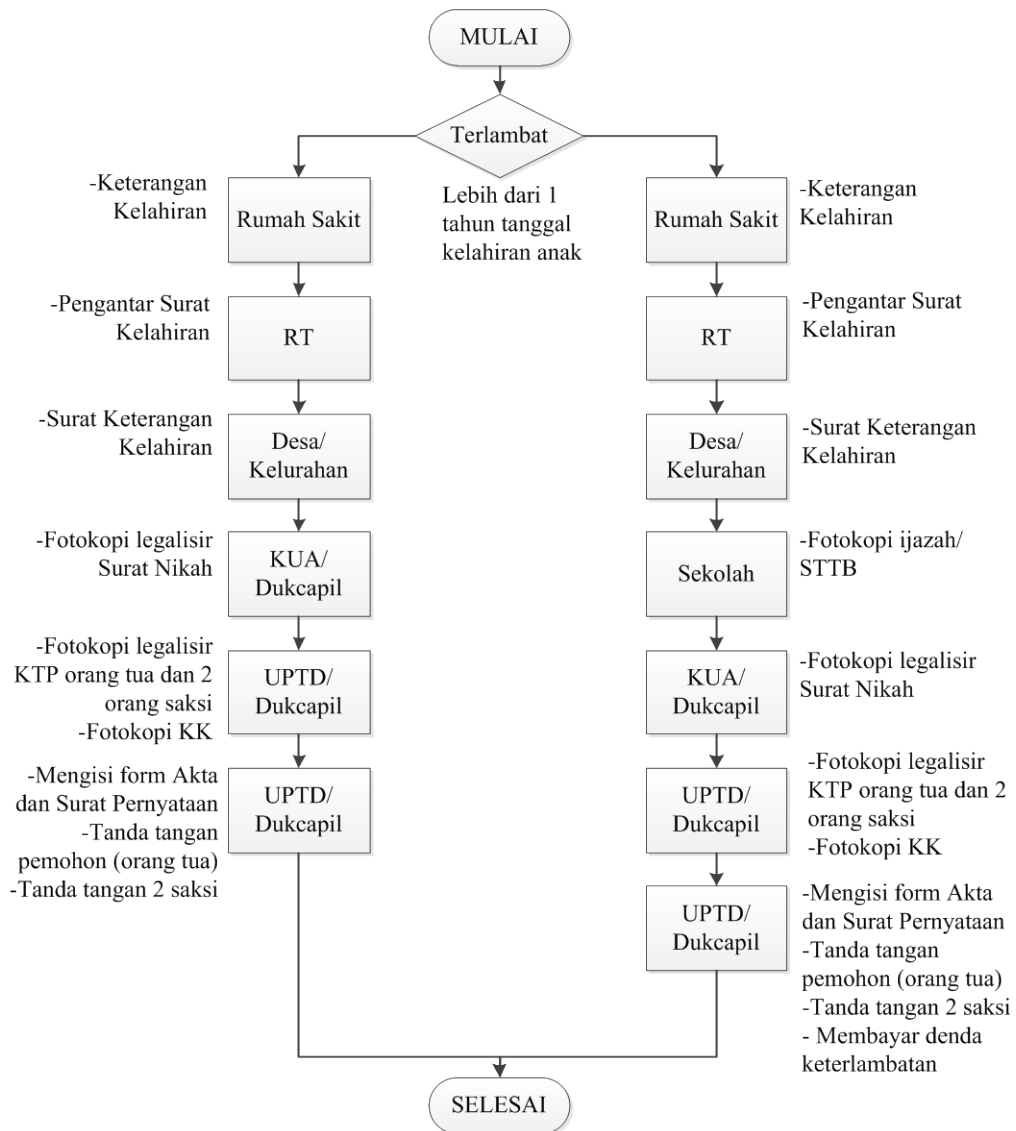 MULAI
Terlambat
Lebih dari 1
tahun tanggal
kelahiran anak
-Keterangan
Kelahiran
Rumah Sakit
-Pengantar Surat
Kelahiran
RT
-Surat Keterangan
Kelahiran
Desa/
Kelurahan
-Fotokopi legalisir
Surat Nikah
KUA/
Dukcapil
-Fotokopi legalisir
KTP orang tua dan 2
orang saksi
-Fotokopi KK
UPTD/
Dukcapil
-Mengisi form Akta
dan Surat Pernyataan
-Tanda tangan
pemohon (orang tua)
-Tanda tangan 2 saksi
UPTD/
Dukcapil
Rumah Sakit
-Keterangan
Kelahiran
RT
-Pengantar Surat
Kelahiran
Desa/
Kelurahan
-Surat Keterangan
Kelahiran
Sekolah
-Fotokopi ijazah/
STTB
KUA/
Dukcapil
-Fotokopi legalisir
Surat Nikah
UPTD/
Dukcapil
-Fotokopi legalisir
KTP orang tua dan 2
orang saksi
-Fotokopi KK
UPTD/
Dukcapil
-Mengisi form Akta
dan Surat Pernyataan
-Tanda tangan
pemohon (orang tua)
-Tanda tangan 2 saksi
- Membayar denda
keterlambatan
SELESAI